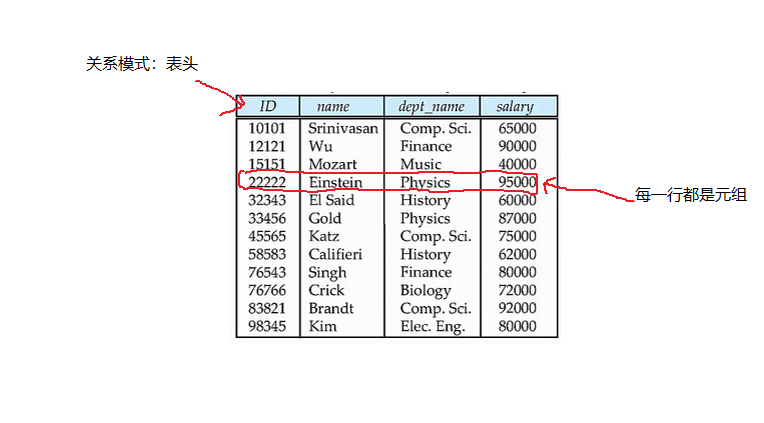 关系模式：表头
ID name dept_name salary
10101 Srinivasan Comp. Sci. 65000
12121 Wu Finance 90000
15151 Mozart Music 40000
22222 Einstein Physics 95000
32343 El Said History 60000
33456 Gold Physics 87000
45565 Katz Comp. Sci. 75000
58583 Califieri History 62000
76543 Singh Finance 80000
76766 Crick Biology 72000
83821 Brandt Comp. Sci. 92000
98345 Kim Elec. Eng. 80000
每一行都是元组